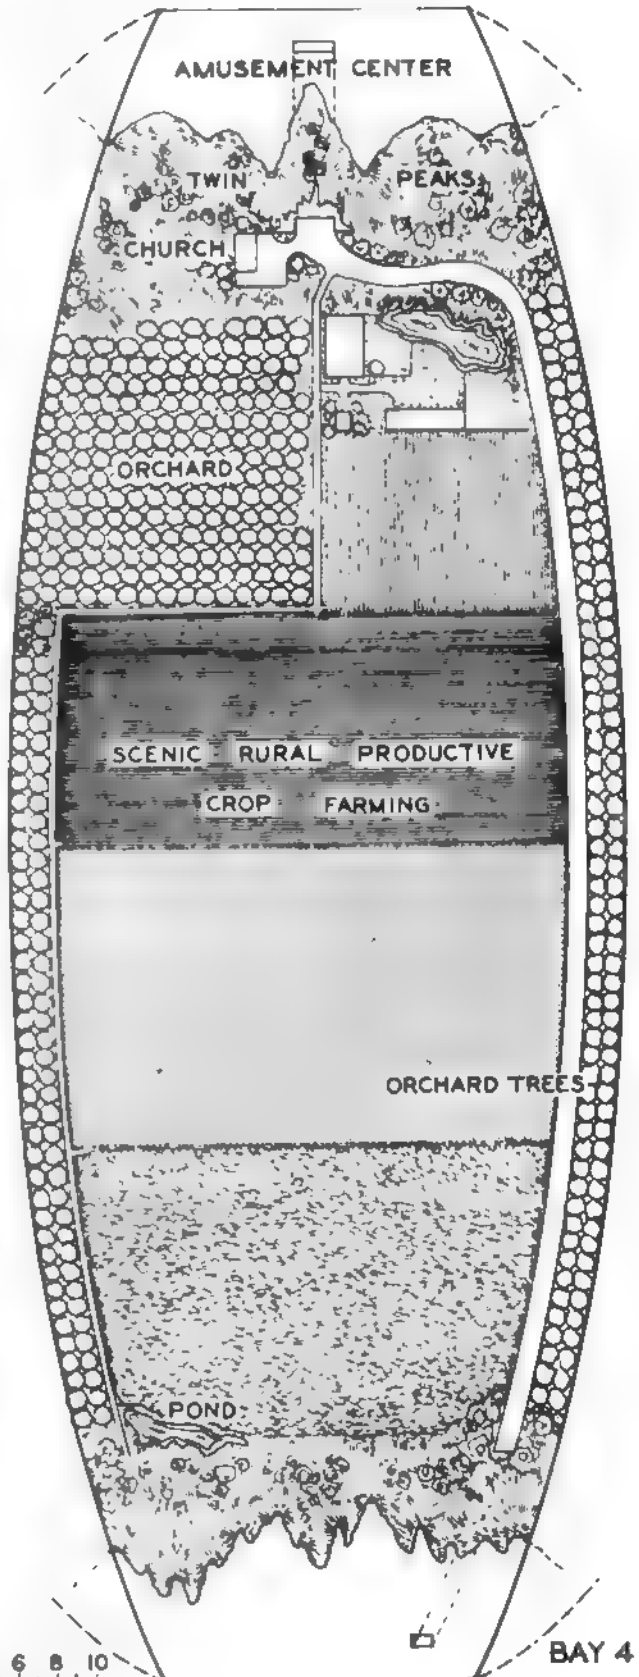 AMUSEMENT CENTER
TWIN PEAKS
CHURCH
ORCHARD
SCENIC RURAL PRODUCTIVE
CROP FARMING
ORCHARD TREES
POND
6 8 10
BAY 4